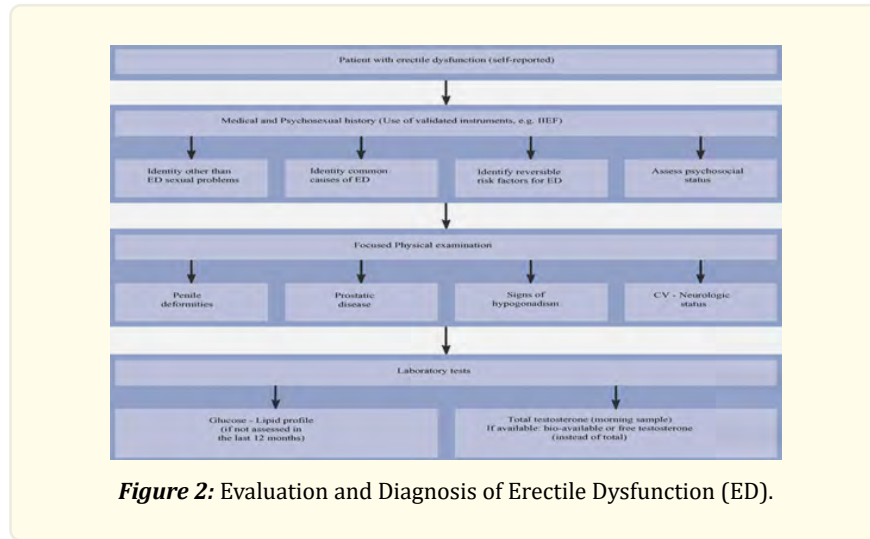 Patient with erectile dysfunction (self-reported)
Medical and Psychosexual history (Use of validated instruments, e.g. IIEF)
Identity other than
ED sexual problems
Identify common
causes of ED
Identify reversible
risk factors for ED
Assess psychosocial
status
Focused Physical examination
Penile
deformities
Prostatic
disease
Signs of
hypogonadism
CV - Neurologic
status
Laboratory tests
Glucose - Lipid profile
(if not assessed in
the last 12 months)
Total testosterone (morning sample)
If available: bio-available or free testosterone
(instead of total)
Figure 2: Evaluation and Diagnosis of Erectile Dysfunction (ED).